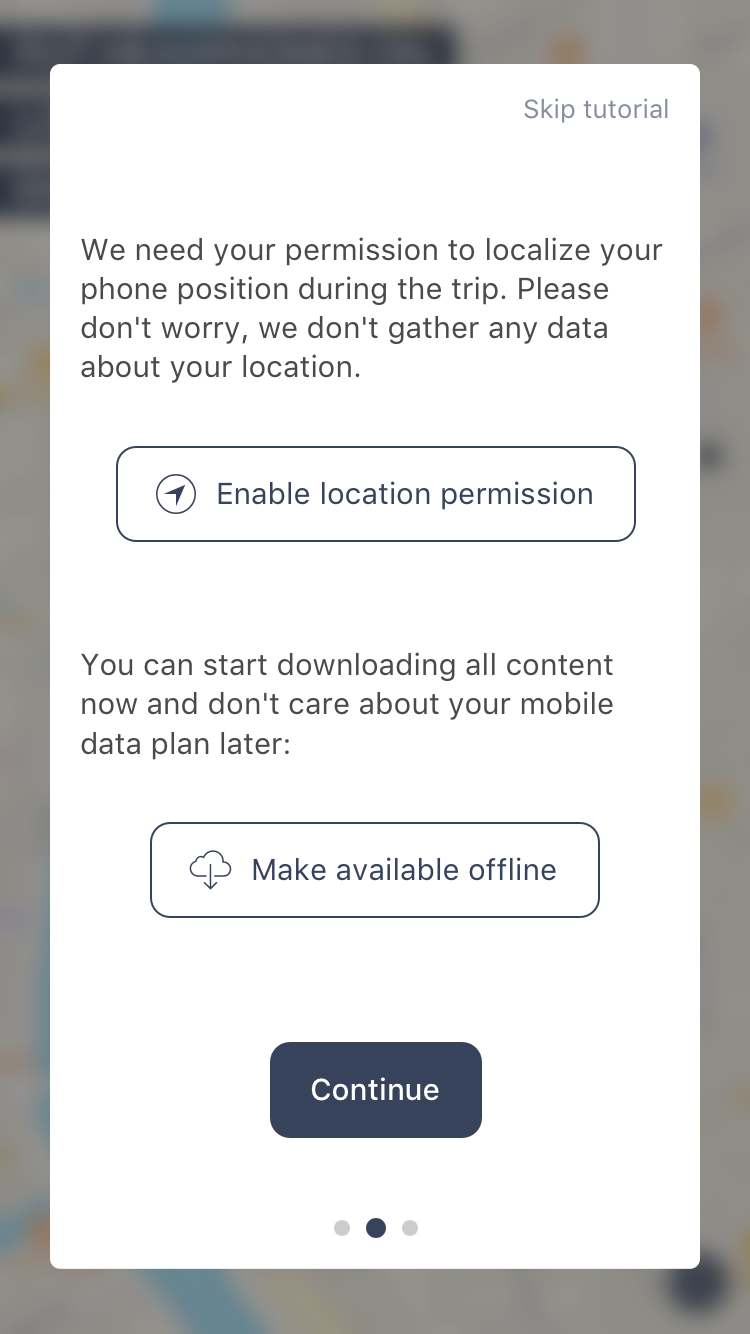 Skip tutorial
We need your permission to localize your
phone position during the trip. Please
don't worry, we don't gather any data
about your location.
Enable location permission
You can start downloading all content
now and don't care about your mobile
data plan later:
Make available offline
Continue